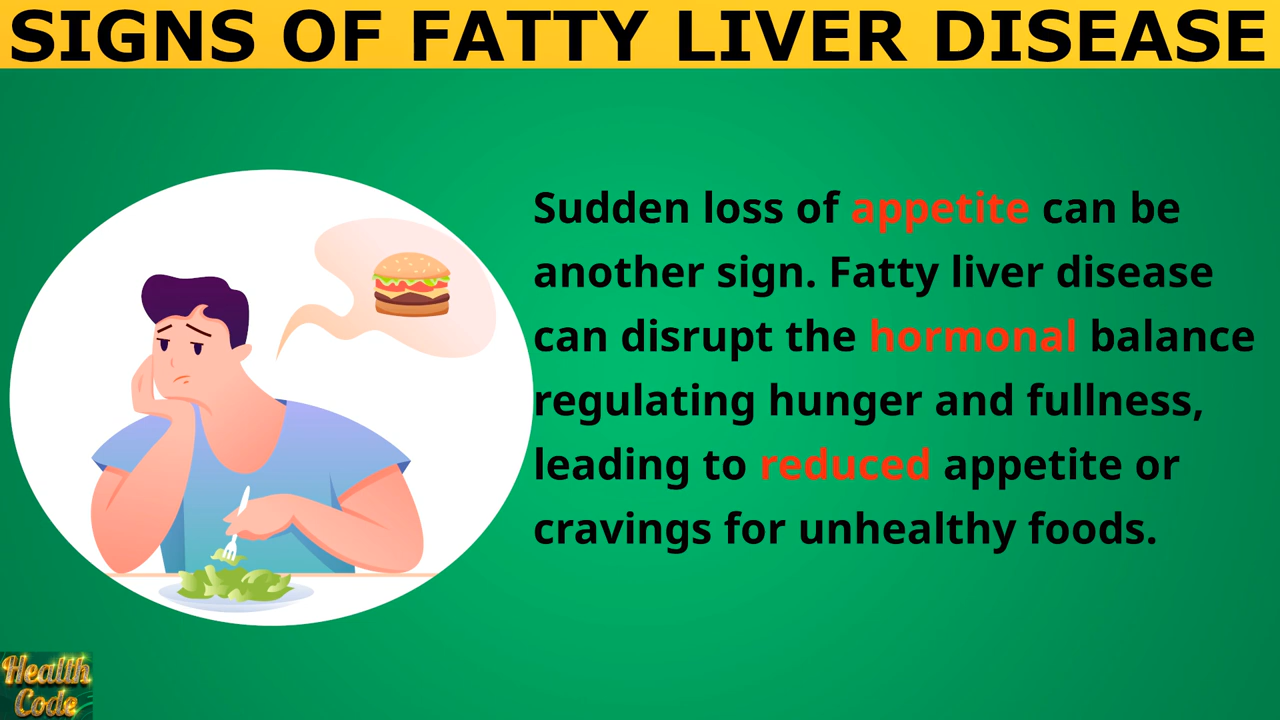 SIGNS OF FATTY LIVER DISEASE
Sudden loss of appetite can be
another sign. Fatty liver disease
can disrupt the hormonal balance
regulating hunger and fullness,
leading to reduced appetite or
cravings for unhealthy foods.
Health
Code